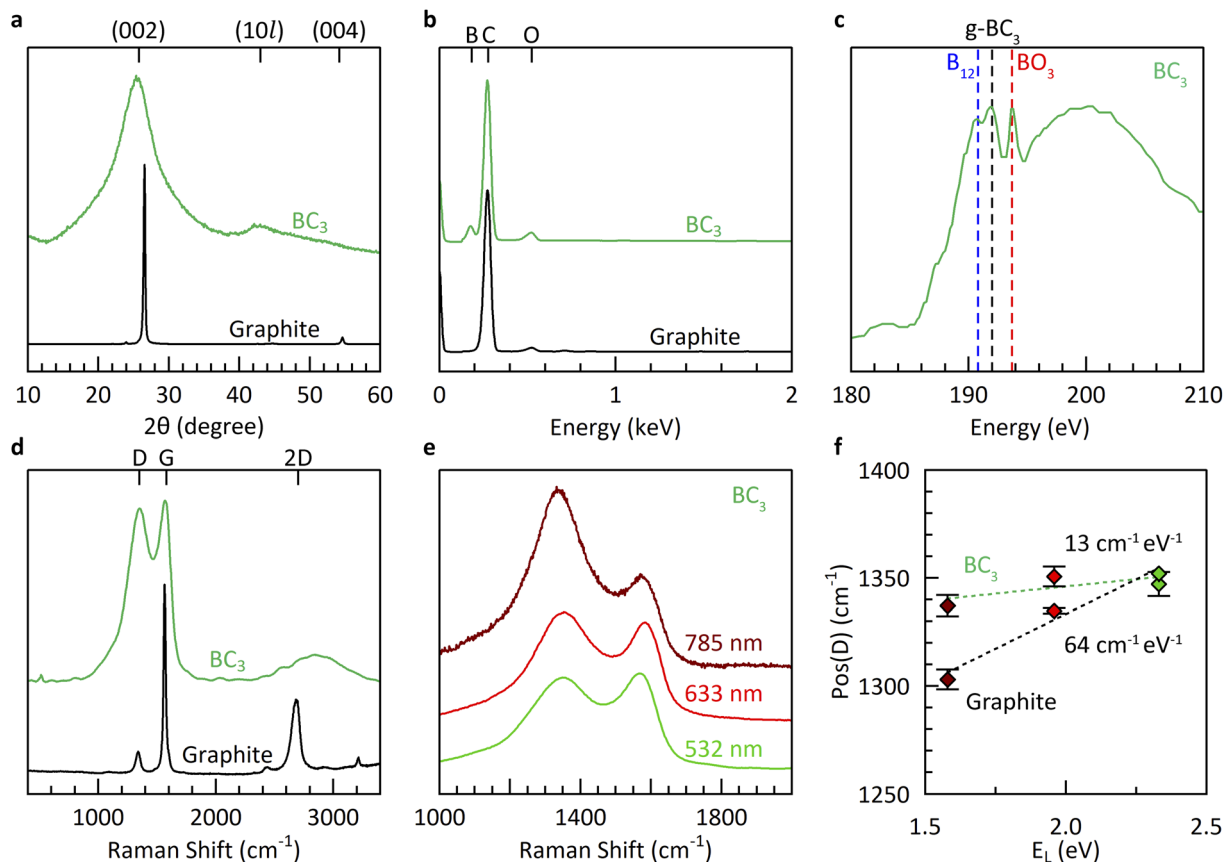 a
(002) (10l) (004)
BC3
Graphite
10 20 30 40 50 60
2θ (degree)
b
B C O
BC3
Graphite
0 1 2
Energy (keV)
c
g-BC3
B12 BO3 BC3
180 190 200 210
Energy (eV)
d
D G 2D
BC3
Graphite
1000 2000 3000
Raman Shift (cm-1)
e
BC3
785 nm
633 nm
532 nm
1000 1400 1800
Raman Shift (cm-1)
f
Pos(D) (cm-1)
1400
1350
1300
1250
13 cm-1 eV-1
BC3
64 cm-1 eV-1
Graphite
1.5 2.0 2.5
EL (eV)